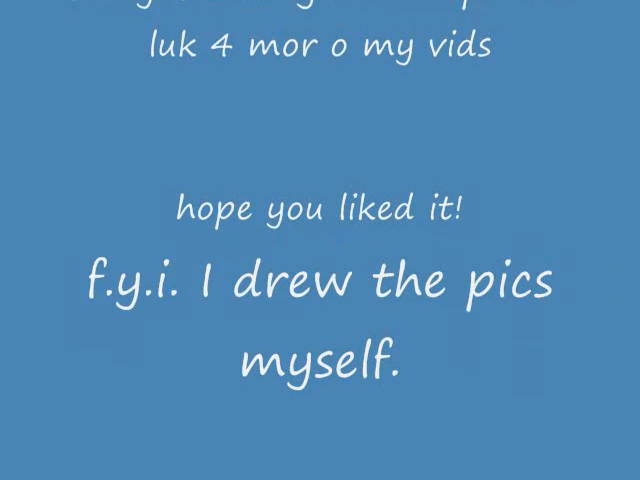 luk 4 mor o my vids
hope you liked it!
f.y.i. I drew the pics
myself.